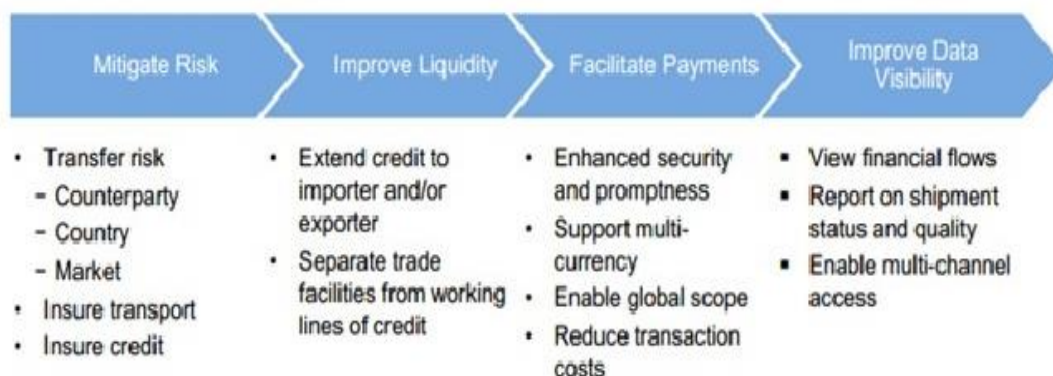 Mitigate Risk
Improve Liquidity
Facilitate Payments
Improve Data
Visibility
• Transfer risk
– Counterparty
– Country
– Market
• Insure transport
• Insure credit
• Extend credit to
importer and/or
exporter
• Separate trade
facilities from working
lines of credit
• Enhanced security
and promptness
• Support multi-
currency
• Enable global scope
• Reduce transaction
costs
▪ View financial flows
▪ Report on shipment
status and quality
▪ Enable multi-channel
access